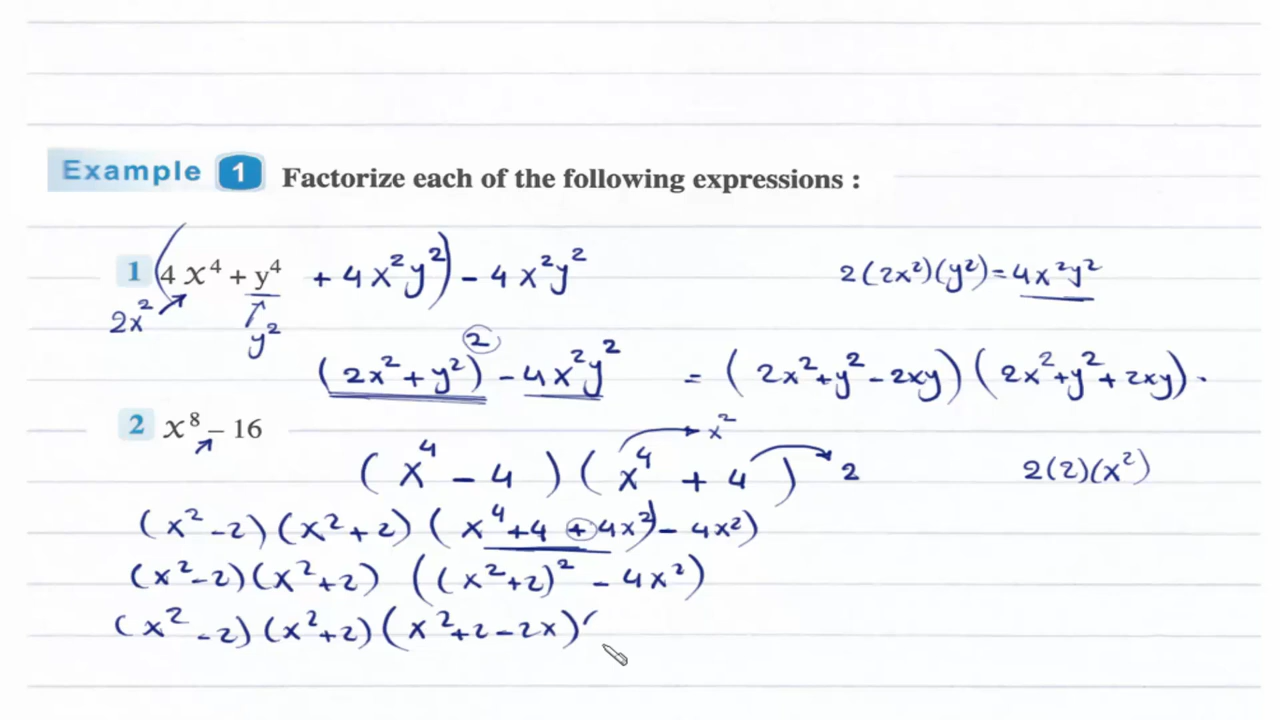 Example 1 Factorize each of the following expressions :
1 (4x⁴ + y⁴ + 4x²y²) - 4x²y² 2(2x²)(y²) = 4x²y²
2x² y²
(2x² + y²)² - 4x²y² = (2x² + y² - 2xy)(2x² + y² + 2xy).
2 x⁸ – 16
x²
(x⁴ - 4)(x⁴ + 4) 2 2(2)(x²)
(x² - 2)(x² + 2)(x⁴ + 4 + 4x²) - 4x²)
(x² - 2)(x² + 2) ((x² + 2)² - 4x²)
(x² - 2)(x² + 2)(x² + 2 - 2x)(